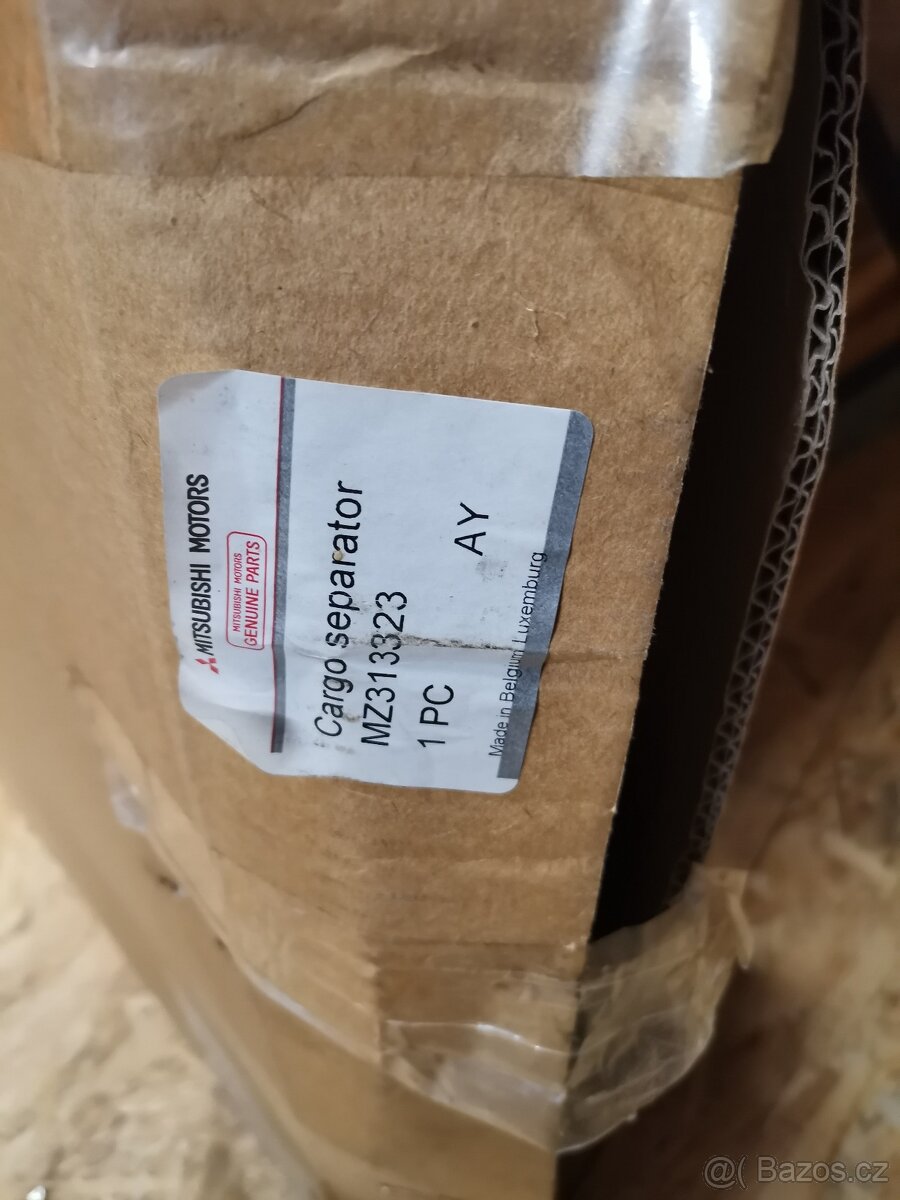 MITSUBISHI MOTORS
MITSUBISHI MOTORS
GENUINE PARTS
Cargo separator
MZ313323
1 PC AY
Made in Belgium Luxemburg
@( Bazos.cz